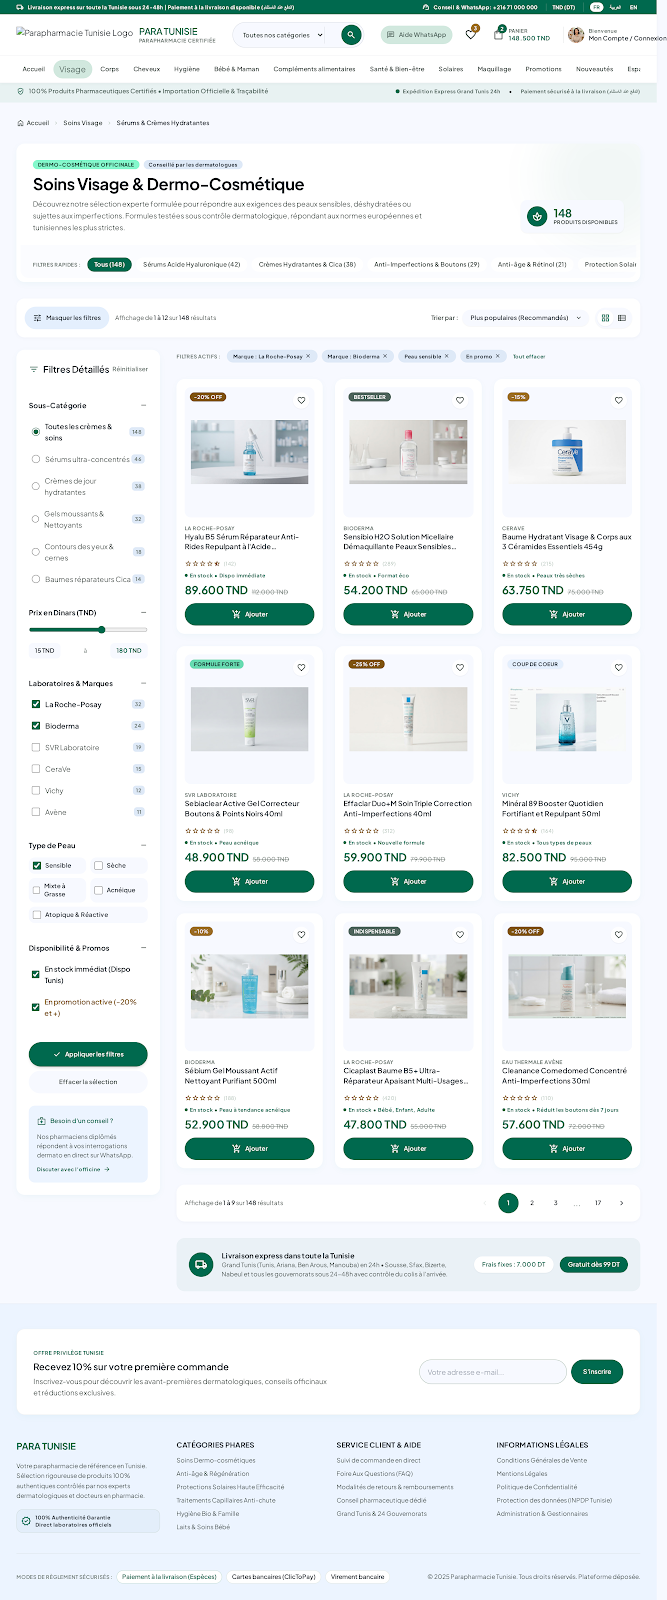 Livraison express sur toute la Tunisie sous 24-48h | Paiement à la livraison disponible
Conseil & WhatsApp: +216 71 000 000
TND (DT)
FR
العربية
EN
Parapharmacie Tunisie Logo
PARA TUNISIE
PARAPHARMACIE CERTIFIÉE
Toutes nos catégories
Aide WhatsApp
PANIER
148.500 TND
Bienvenue
Mon Compte / Connexion
Accueil
Visage
Corps
Cheveux
Hygiène
Bébé & Maman
Compléments alimentaires
Santé & Bien-être
Solaires
Maquillage
Promotions
Nouveautés
100% Produits Pharmaceutiques Certifiés • Importation Officielle & Traçabilité
Expédition Express Grand Tunis 24h
Paiement sécurisé à la livraison
Accueil
Soins Visage
Sérums & Crèmes Hydratantes
DERMO-COSMÉTIQUE OFFICINALE
Conseillé par les dermatologues
Soins Visage & Dermo-Cosmétique
Découvrez notre sélection experte formulée pour répondre aux exigences des peaux sensibles, déshydratées ou
sujettes aux imperfections. Formules testées sous contrôle dermatologique, répondant aux normes européennes et
tunisiennes les plus strictes.
148
PRODUITS DISPONIBLES
FILTRES RAPIDES :
Tous (148)
Sérums Acide Hyaluronique (42)
Crèmes Hydratantes & Cica (38)
Anti-Imperfections & Boutons (29)
Anti-âge & Rétinol (21)
Protection Solair
Masquer les filtres
Affichage de 1 à 12 sur 148 résultats
Trier par :
Plus populaires (Recommandés)
Filtres Détaillés
Réinitialiser
Sous-Catégorie
Toutes les crèmes &
soins
148
Sérums ultra-concentrés
46
Crèmes de jour
hydratantes
38
Gels moussants &
Nettoyants
32
Contours des yeux &
cernes
18
Baumes réparateurs Cica
14
Prix en Dinars (TND)
15 TND
à
180 TND
Laboratoires & Marques
La Roche-Posay
32
Bioderma
24
SVR Laboratoire
19
CeraVe
15
Vichy
12
Avène
11
Type de Peau
Sensible
Sèche
Mixte à
Grasse
Acnéique
Atopique & Réactive
Disponibilité & Promos
En stock immédiat (Dispo
Tunis)
En promotion active (-20%
et +)
Appliquer les filtres
Effacer la sélection
Besoin d'un conseil ?
Nos pharmaciens diplômés
répondent à vos interrogations
dermato en direct sur WhatsApp.
Discuter avec l'officine
FILTRES ACTIFS :
Marque : La Roche-Posay
Marque : Bioderma
Peau sensible
En promo
Tout effacer
-20% OFF
LA ROCHE-POSAY
Hyalu B5 Sérum Réparateur Anti-
Rides Repulpant à l'Acide...
(142)
En stock • Dispo immédiate
89.600 TND
112.000 TND
Ajouter
BESTSELLER
BIODERMA
Sensibio H2O Solution Micellaire
Démaquillante Peaux Sensibles...
(289)
En stock • Format éco
54.200 TND
65.000 TND
Ajouter
-15%
CeraVe
CERAVE
Baume Hydratant Visage & Corps aux
3 Céramides Essentiels 454g
(215)
En stock • Peaux très sèches
63.750 TND
75.000 TND
Ajouter
FORMULE FORTE
SVR LABORATOIRE
Sebiaclear Active Gel Correcteur
Boutons & Points Noirs 40ml
(98)
En stock • Peau acnéique
48.900 TND
55.000 TND
Ajouter
-25% OFF
LA ROCHE-POSAY
Effaclar Duo+M Soin Triple Correction
Anti-Imperfections 40ml
(312)
En stock • Nouvelle formule
59.900 TND
79.900 TND
Ajouter
COUP DE COEUR
VICHY
VICHY
Minéral 89 Booster Quotidien
Fortifiant et Repulpant 50ml
(164)
En stock • Tous types de peaux
82.500 TND
95.000 TND
Ajouter
-10%
BIODERMA
Sébium Gel Moussant Actif
Nettoyant Purifiant 500ml
(188)
En stock • Peau à tendance acnéique
52.900 TND
58.800 TND
Ajouter
INDISPENSABLE
LA ROCHE-POSAY
Cicaplast Baume B5+ Ultra-
Réparateur Apaisant Multi-Usages...
(420)
En stock • Bébé, Enfant, Adulte
47.800 TND
55.000 TND
Ajouter
-20% OFF
EAU THERMALE AVÈNE
Cleanance Comedomed Concentré
Anti-Imperfections 30ml
(110)
En stock • Réduit les boutons dès 7 jours
57.600 TND
72.000 TND
Ajouter
Affichage de 1 à 9 sur 148 résultats
1
2
3
...
17
Livraison express dans toute la Tunisie
Grand Tunis (Tunis, Ariana, Ben Arous, Manouba) en 24h • Sousse, Sfax, Bizerte,
Nabeul et tous les gouvernorats sous 24-48h avec contrôle du colis à l'arrivée.
Frais fixes : 7.000 DT
Gratuit dès 99 DT
OFFRE PRIVILÈGE TUNISIE
Recevez 10% sur votre première commande
Inscrivez-vous pour découvrir les avant-premières dermatologiques, conseils officinaux
et réductions exclusives.
Votre adresse e-mail...
S'inscrire
PARA TUNISIE
Votre parapharmacie de référence en Tunisie.
Sélection rigoureuse de produits 100%
authentiques contrôlés par nos experts
dermatologiques et docteurs en pharmacie.
100% Authenticité Garantie
Direct laboratoires officiels
CATÉGORIES PHARES
Soins Dermo-cosmétiques
Anti-âge & Régénération
Protections Solaires Haute Efficacité
Traitements Capillaires Anti-chute
Hygiène Bio & Famille
Laits & Soins Bébé
SERVICE CLIENT & AIDE
Suivi de commande en direct
Foire Aux Questions (FAQ)
Modalités de retours & remboursements
Conseil pharmaceutique dédié
Grand Tunis & 24 Gouvernorats
INFORMATIONS LÉGALES
Conditions Générales de Vente
Mentions Légales
Politique de Confidentialité
Protection des données (INPDP Tunisie)
Administration & Gestionnaires
MODES DE RÈGLEMENT SÉCURISÉS :
Paiement à la livraison (Espèces)
Cartes bancaires (ClicToPay)
Virement bancaire
© 2025 Parapharmacie Tunisie. Tous droits réservés. Plateforme déposée.